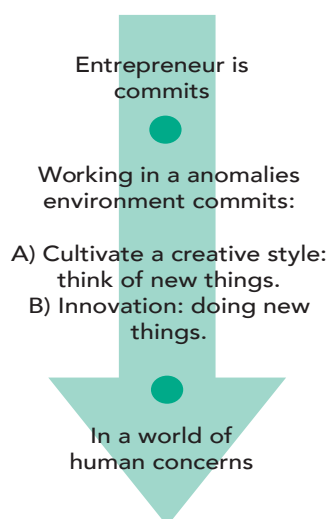 Entrepreneur is
commits
Working in a anomalies
environment commits:
A) Cultivate a creative style:
think of new things.
B) Innovation: doing new
things.
In a world of
human concerns